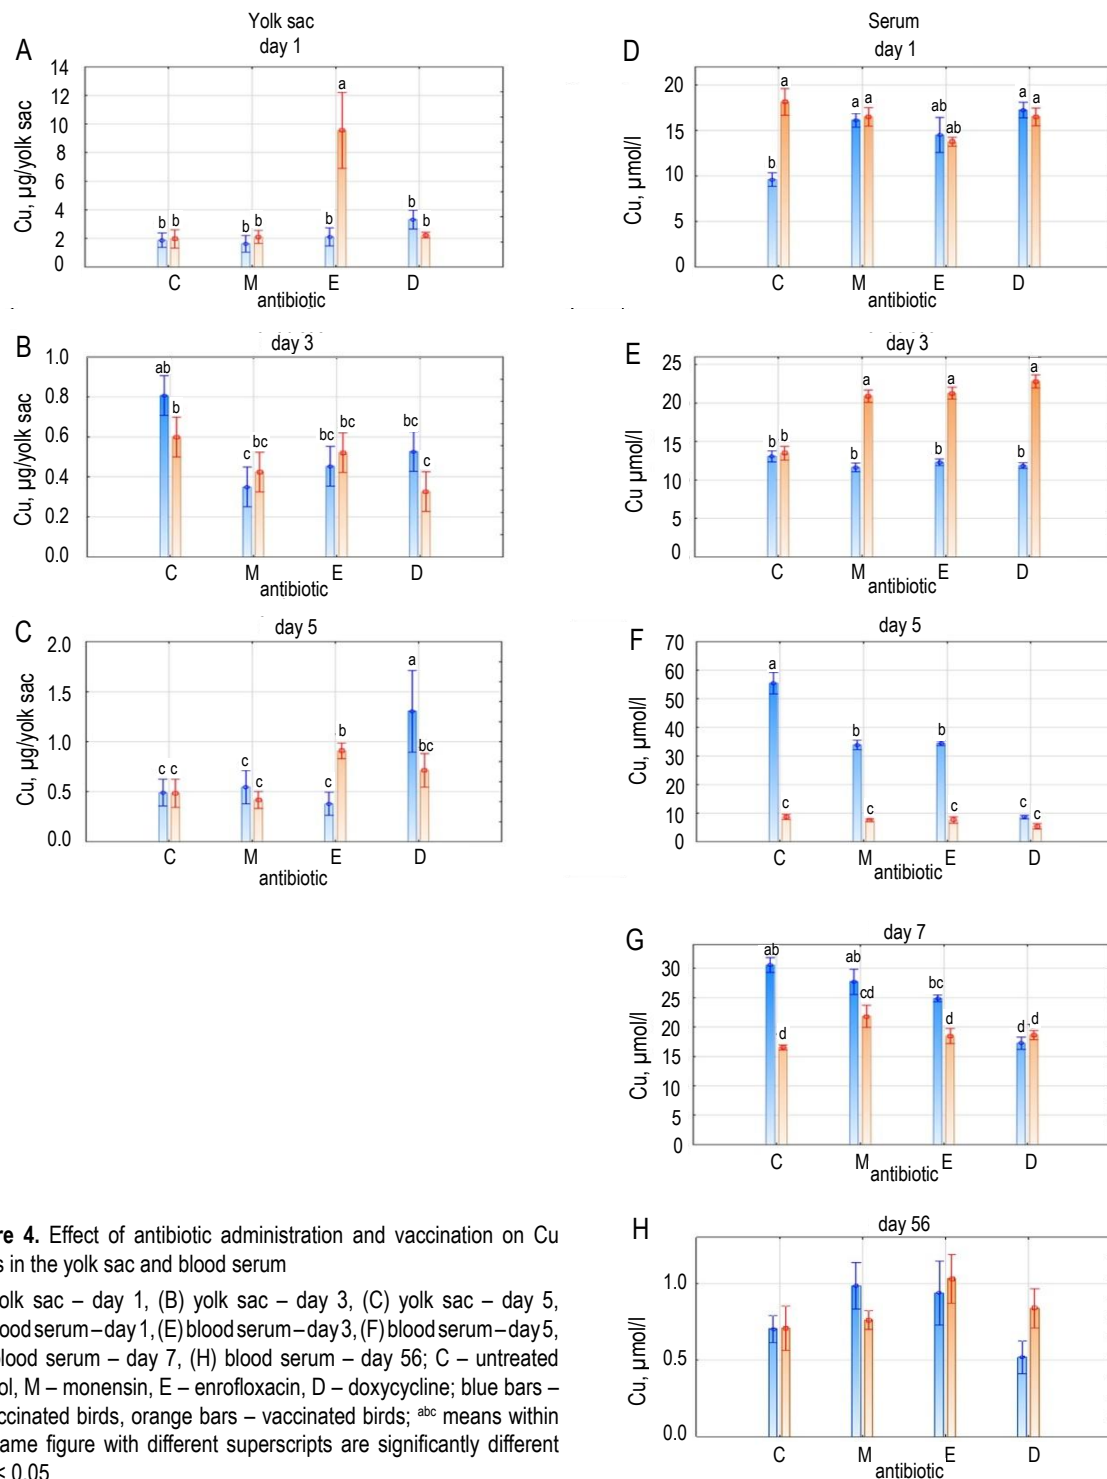 Yolk sac
day 1
A
14
12
10
8
6
4
2
0
Cu, µg/yolk sac
b b b b b a b b
C M E D
antibiotic
B
day 3
1.0
0.8
0.6
0.4
0.2
0.0
Cu, µg/yolk sac
ab b c bc bc bc bc c
C M E D
antibiotic
C
day 5
2.0
1.5
1.0
0.5
0.0
Cu, µg/yolk sac
c c c c c b a bc
C M E D
antibiotic
Serum
day 1
D
20
15
10
5
0
Cu, µmol/l
b a a a ab ab a a
C M E D
antibiotic
E
day 3
25
20
15
10
5
0
Cu µmol/l
b b b a b a b a
C M E D
antibiotic
F
day 5
70
60
50
40
30
20
10
0
Cu, µmol/l
a c b c b c c c
C M E D
antibiotic
G
day 7
30
25
20
15
10
5
0
Cu, µmol/l
ab d ab cd bc d d d
C M E D
antibiotic
H
day 56
1.0
0.5
0.0
Cu, µmol/l
C M E D
antibiotic
re 4. Effect of antibiotic administration and vaccination on Cu
s in the yolk sac and blood serum
olk sac – day 1, (B) yolk sac – day 3, (C) yolk sac – day 5,
ood serum – day 1, (E) blood serum – day 3, (F) blood serum – day 5,
lood serum – day 7, (H) blood serum – day 56; C – untreated
ol, M – monensin, E – enrofloxacin, D – doxycycline; blue bars –
ccinated birds, orange bars – vaccinated birds; abc means within
ame figure with different superscripts are significantly different
< 0.05